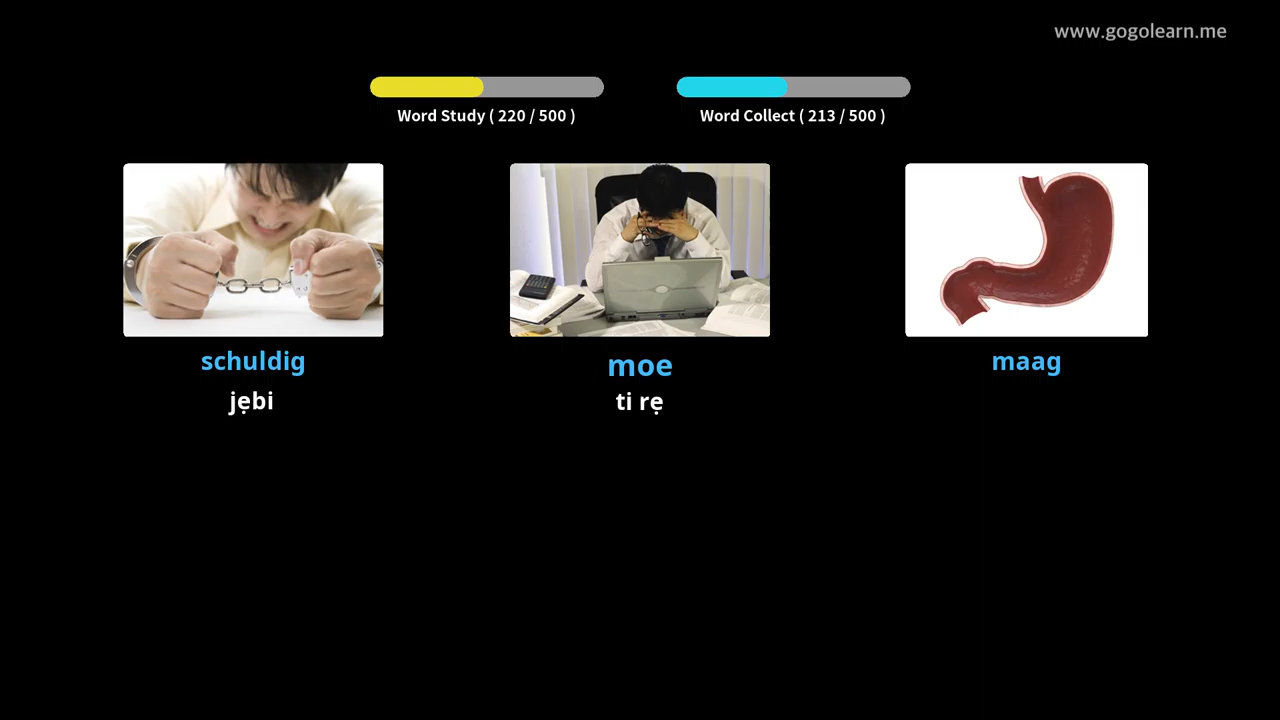 www.gogolearn.me
Word Study ( 220 / 500 )
Word Collect ( 213 / 500 )
schuldig
moe
maag
jẹbi
ti rẹ